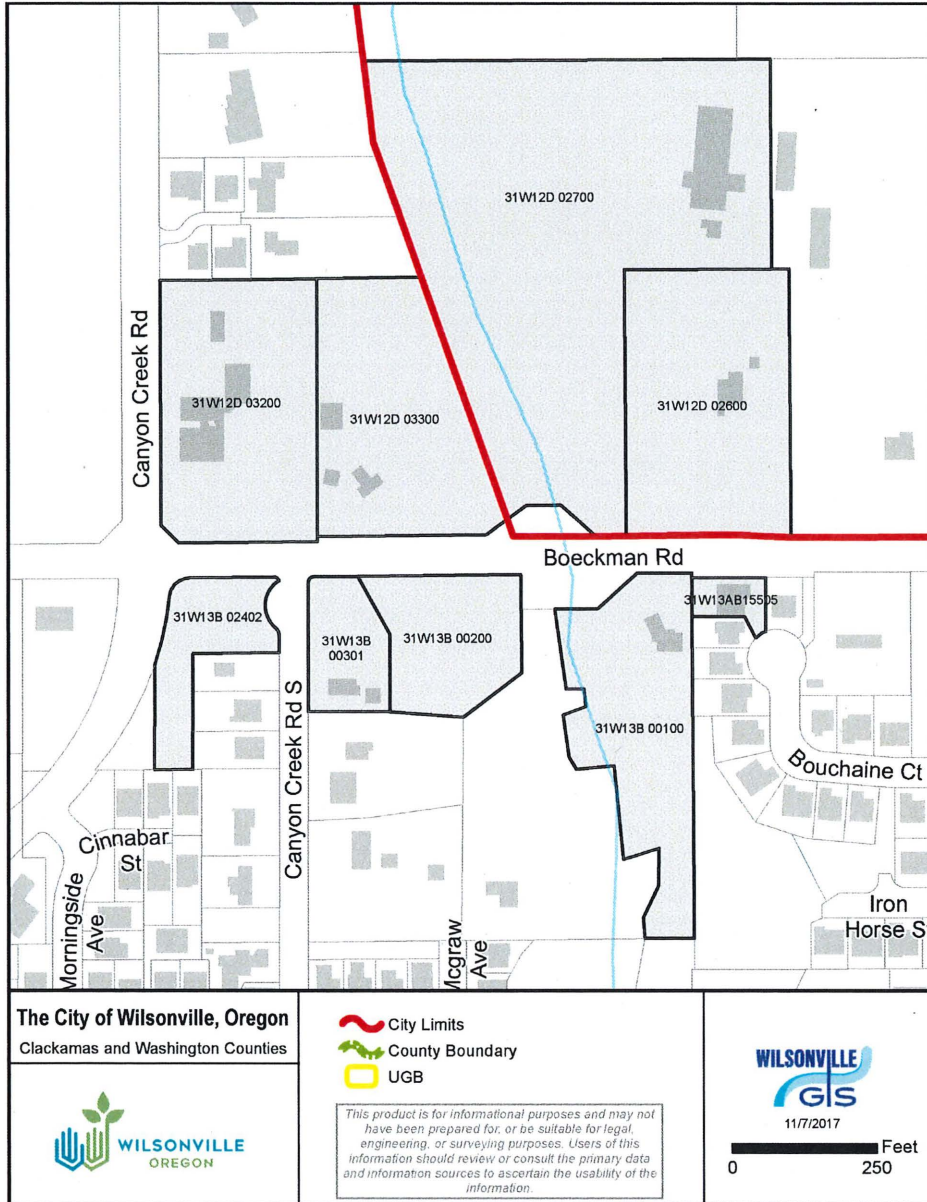 31W12D 02700
Canyon Creek Rd
31W12D 03200
31W12D 03300
31W12D 02600
Boeckman Rd
31W13B 02402
31W13B
00301
31W13B 00200
31W13AB15505
31W13B 00100
Canyon Creek Rd S
Bouchaine Ct
Cinnabar
St
Morningside
Ave
Mcgraw
Ave
Iron
Horse S
The City of Wilsonville, Oregon
Clackamas and Washington Counties
WILSONVILLE
OREGON
City Limits
County Boundary
UGB
This product is for informational purposes and may not
have been prepared for, or be suitable for legal,
engineering, or surveying purposes. Users of this
information should review or consult the primary data
and information sources to ascertain the usability of the
information.
WILSONVILLE
GIS
11/7/2017
Feet
0 250